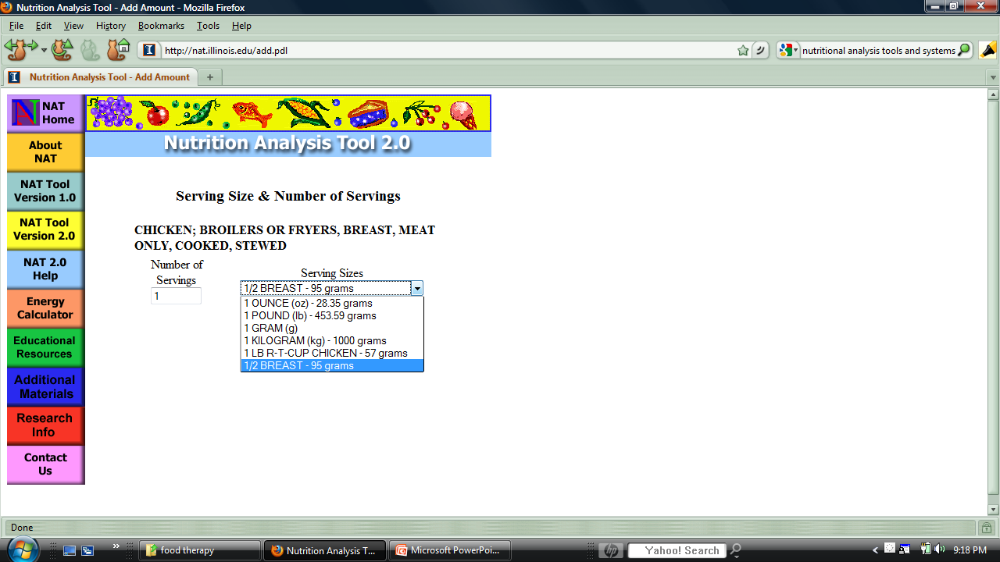 Nutrition Analysis Tool - Add Amount - Mozilla Firefox
File Edit View History Bookmarks Tools Help
http://nat.illinois.edu/add.pdl
nutritional analysis tools and systems
Nutrition Analysis Tool - Add Amount
NAT
Home
About
NAT
NAT Tool
Version 1.0
NAT Tool
Version 2.0
NAT 2.0
Help
Energy
Calculator
Educational
Resources
Additional
Materials
Research
Info
Contact
Us
Nutrition Analysis Tool 2.0
Serving Size & Number of Servings
CHICKEN; BROILERS OR FRYERS, BREAST, MEAT
ONLY, COOKED, STEWED
Number of
Servings
1
Serving Sizes
1/2 BREAST - 95 grams
1 OUNCE (oz) - 28.35 grams
1 POUND (lb) - 453.59 grams
1 GRAM (g)
1 KILOGRAM (kg) - 1000 grams
1 LB R-T-CUP CHICKEN - 57 grams
1/2 BREAST - 95 grams
Done
food therapy
Nutrition Analysis T...
Microsoft PowerPoi...
hp
Yahoo! Search
9:18 PM